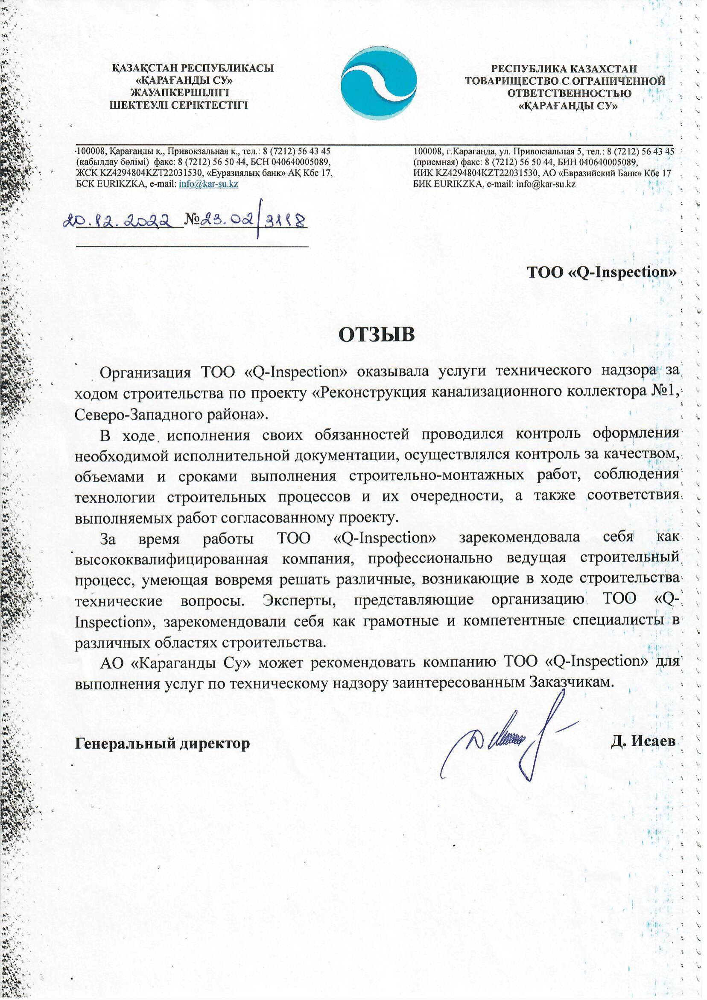 ҚАЗАҚСТАН РЕСПУБЛИКАСЫ
«ҚАРАҒАНДЫ СУ»
ЖАУАПКЕРШІЛІГІ
ШЕКТЕУЛІ СЕРІКТЕСТІГІ
РЕСПУБЛИКА КАЗАХСТАН
ТОВАРИЩЕСТВО С ОГРАНИЧЕННОЙ
ОТВЕТСТВЕННОСТЬЮ
«ҚАРАҒАНДЫ СУ»
100008, Қарағанды қ., Привокзальная к., тел.: 8 (7212) 56 43 45
(қабылдау бөлімі) факс: 8 (7212) 56 50 44, БСН 040640005089,
ЖСК KZ4294804KZT22031530, «Еуразиялық банк» АҚ Кбе 17,
БСК EURIKZKA, e-mail: info@kar-su.kz
100008, г.Караганда, ул. Привокзальная 5, тел.: 8 (7212) 56 43 45
(приемная) факс: 8 (7212) 56 50 44, БИН 040640005089,
ИИК KZ4294804KZT22031530, АО «Евразийский Банк» Кбе 17
БИК EURIKZKA, e-mail: info@kar-su.kz
20.12.2022 №23.02/3118
ТОО «Q-Inspection»
ОТЗЫВ
Организация ТОО «Q-Inspection» оказывала услуги технического надзора за
ходом строительства по проекту «Реконструкция канализационного коллектора №1,
Северо-Западного района».
В ходе исполнения своих обязанностей проводился контроль оформления
необходимой исполнительной документации, осуществлялся контроль за качеством,
объемами и сроками выполнения строительно-монтажных работ, соблюдения
технологии строительных процессов и их очередности, а также соответствия
выполняемых работ согласованному проекту.
За время работы ТОО «Q-Inspection» зарекомендовала себя как
высококвалифицированная компания, профессионально ведущая строительный
процесс, умеющая вовремя решать различные, возникающие в ходе строительства
технические вопросы. Эксперты, представляющие организацию ТОО «Q-
Inspection», зарекомендовали себя как грамотные и компетентные специалисты в
различных областях строительства.
АО «Караганды Су» может рекомендовать компанию ТОО «Q-Inspection» для
выполнения услуг по техническому надзору заинтересованным Заказчикам.
Генеральный директор
Д. Исаев